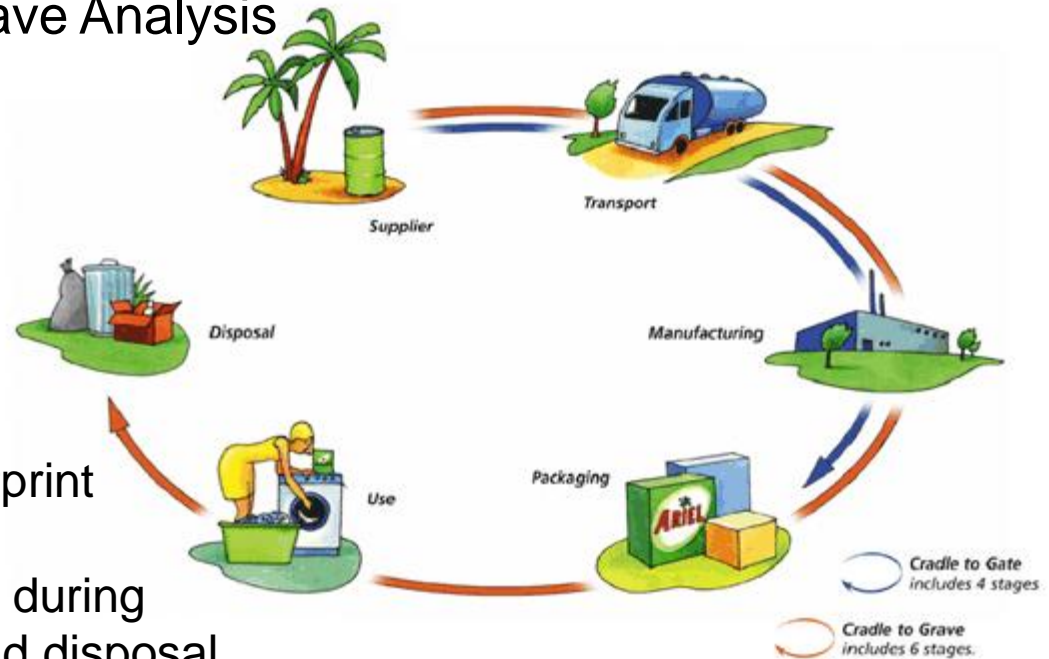 ave Analysis
Supplier
Transport
Disposal
Manufacturing
print
Use
Packaging
ARIEL
during
d disposal
Cradle to Gate
includes 4 stages
Cradle to Grave
includes 6 stages.